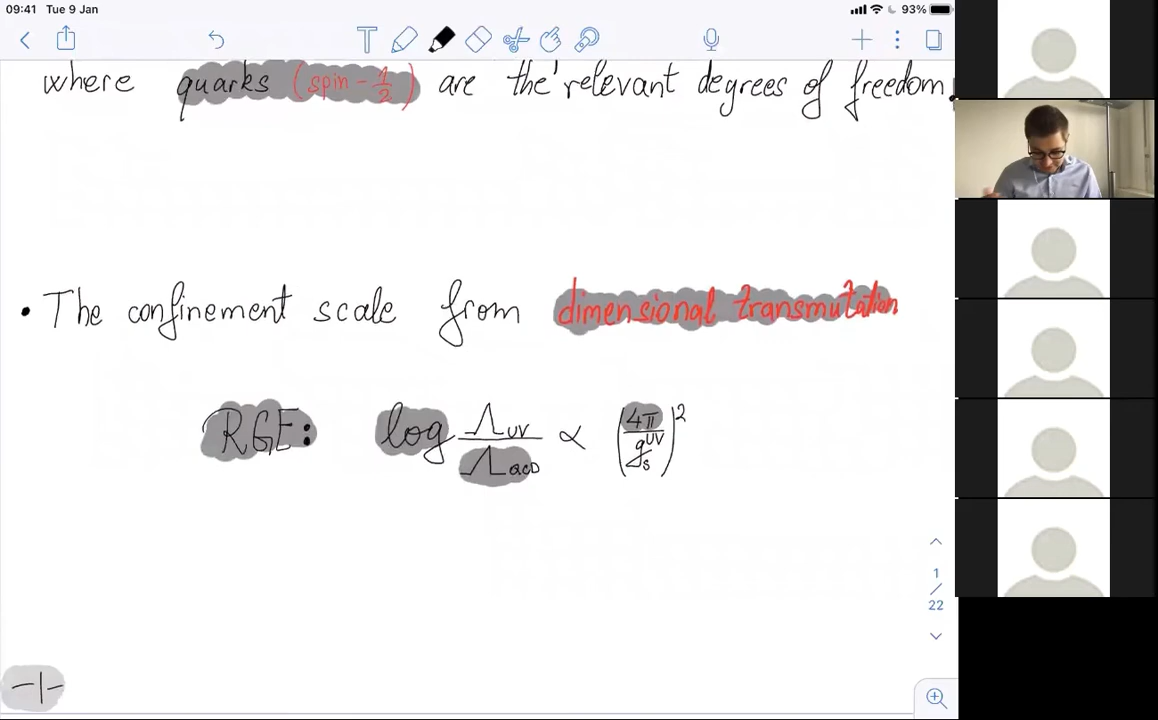 09:41 Tue 9 Jan 93%
where quarks (spin-1/2) are the relevant degrees of freedom.
• The confinement scale from dimensional transmutation
RGE: log Λ_UV / Λ_QCD ∝ (4π / g_s^UV)²
1
/
22
-1-